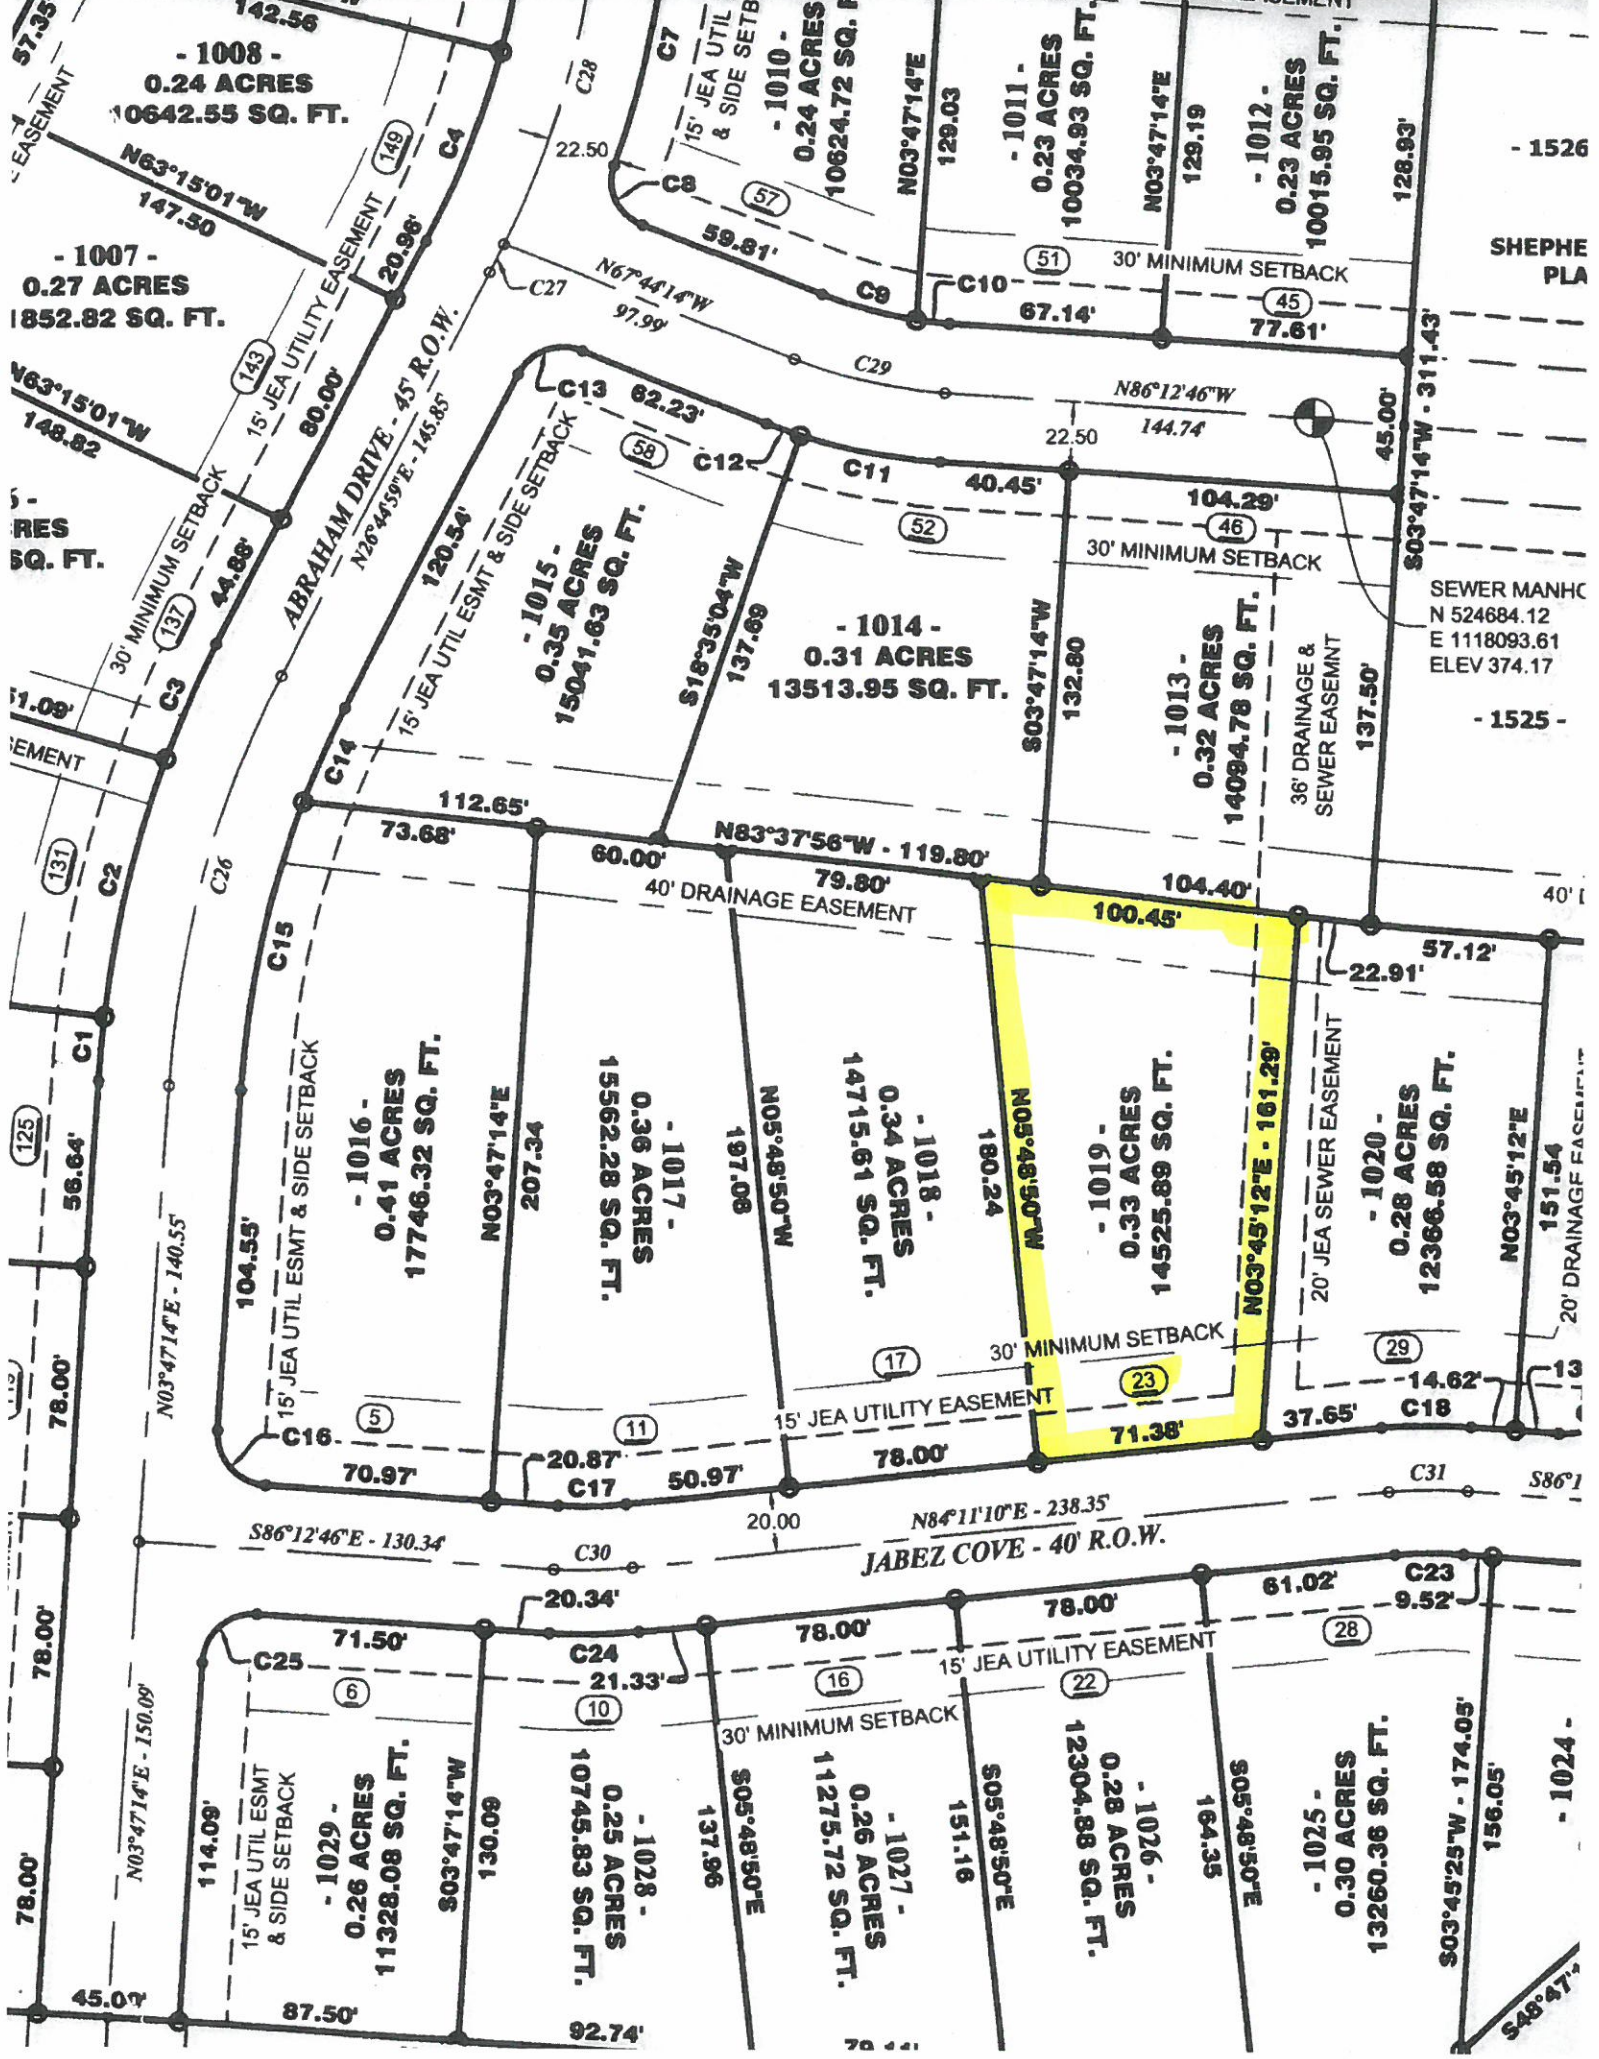 142.56
57.35
- 1008 -
0.24 ACRES
10642.55 SQ. FT.
EASEMENT
149
C4
C28
22.50
C7
15' JEA UTIL
& SIDE SETB
- 1010 -
0.24 ACRES
10624.72 SQ. F
C8
57
59.81'
N03°47'14"E
129.03
- 1011 -
0.23 ACRES
10034.93 SQ. FT.
N03°47'14"E
129.19
- 1012 -
0.23 ACRES
10015.95 SQ. FT.
128.93'
- 1526
SHEPHE
PLA
N63°15'01"W
147.50
- 1007 -
0.27 ACRES
1852.82 SQ. FT.
20.96'
15' JEA UTILITY EASEMENT
143
N63°15'01"W
148.82
80.00'
C27
N67°44'14"W
97.99'
C9
C10
51
30' MINIMUM SETBACK
45
67.14'
77.61'
C29
N86°12'46"W
144.74'
22.50
45.00'
S03°47'14"W - 311.43'
ABRAHAM DRIVE - 45' R.O.W.
N26°44'59"E - 145.85'
C13
62.23'
58
C12
C11
40.45'
104.29'
52
46
30' MINIMUM SETBACK
RES
SQ. FT.
30' MINIMUM SETBACK
137
44.88'
120.54'
15' JEA UTIL ESMT & SIDE SETBACK
- 1015 -
0.35 ACRES
15041.63 SQ. FT.
S18°35'04"W
137.69
- 1014 -
0.31 ACRES
13513.95 SQ. FT.
S03°47'14"W
132.80
- 1013 -
0.32 ACRES
14094.78 SQ. FT.
36' DRAINAGE &
SEWER EASEMNT
137.50'
SEWER MANHO
N 524684.12
E 1118093.61
ELEV 374.17
- 1525 -
C3
51.09'
SEMENT
C14
131
C2
C26
112.65'
73.68'
60.00'
N83°37'56"W - 119.80'
79.80'
40' DRAINAGE EASEMENT
104.40'
100.45'
40' D
57.12'
22.91'
C15
C1
125
56.64'
104.55'
N03°47'14"E - 140.55'
15' JEA UTIL ESMT & SIDE SETBACK
- 1016 -
0.41 ACRES
17746.32 SQ. FT.
N03°47'14"E
207.34
- 1017 -
0.36 ACRES
15562.28 SQ. FT.
N05°48'50"W
197.08
- 1018 -
0.34 ACRES
14715.61 SQ. FT.
N05°48'50"W
180.24
- 1019 -
0.33 ACRES
14525.89 SQ. FT.
N03°45'12"E - 161.29'
20' JEA SEWER EASEMENT
- 1020 -
0.28 ACRES
12366.58 SQ. FT.
N03°45'12"E
151.54
20' DRAINAGE EASEMENT
30' MINIMUM SETBACK
17
23
29
14.62'
13
78.00'
15' JEA UTILITY EASEMENT
5
11
C16
70.97'
20.87'
C17
50.97'
78.00'
71.38'
37.65'
C18
C31
S86°1
20.00
N84°11'10"E - 238.35'
JABEZ COVE - 40' R.O.W.
S86°12'46"E - 130.34'
C30
20.34'
C24
21.33'
71.50'
C25
78.00'
78.00'
61.02'
C23
9.52'
15' JEA UTILITY EASEMENT
30' MINIMUM SETBACK
6
10
16
22
28
78.00'
78.00'
N03°47'14"E - 150.09'
114.09'
15' JEA UTIL ESMT
& SIDE SETBACK
- 1029 -
0.26 ACRES
11328.08 SQ. FT.
S03°47'14"W
130.09
- 1028 -
0.25 ACRES
10745.83 SQ. FT.
S05°48'50"E
137.96
- 1027 -
0.26 ACRES
11275.72 SQ. FT.
S05°48'50"E
151.16
- 1026 -
0.28 ACRES
12304.88 SQ. FT.
S05°48'50"E
164.35
- 1025 -
0.30 ACRES
13260.36 SQ. FT.
S03°45'25"W - 174.05'
156.05'
- 1024 -
S48°47'
45.00'
87.50'
92.74'